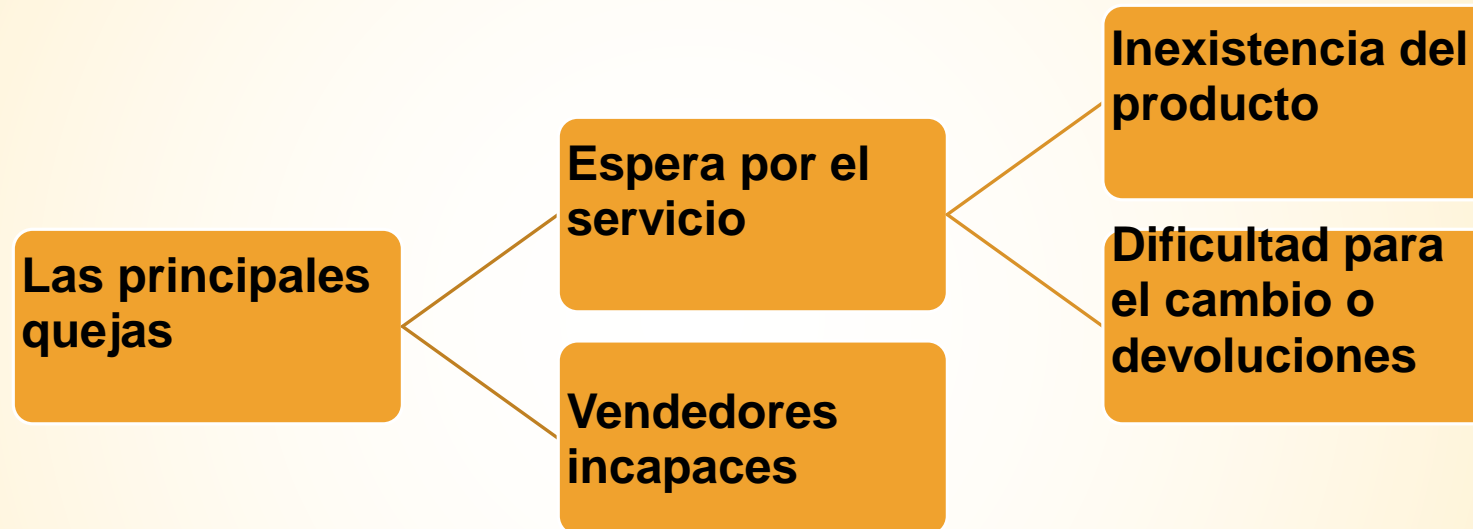 Las principales
quejas
Espera por el
servicio
Vendedores
incapaces
Inexistencia del
producto
Dificultad para
el cambio o
devoluciones